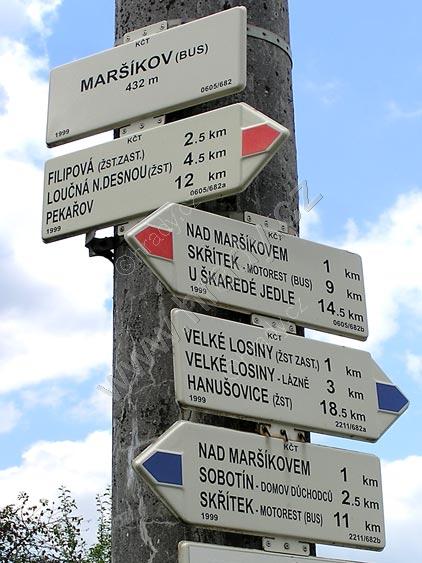 KČT
MARŠÍKOV (BUS)
432 m
1999 0605/682
KČT
FILIPOVÁ (ŽST.ZAST.) 2.5 km
LOUČNÁ N.DESNOU (ŽST) 4.5 km
PEKAŘOV 12 km
1999 0605/682a
KČT
NAD MARŠÍKOVEM 1 km
SKŘÍTEK - MOTOREST (BUS) 9 km
U ŠKAREDÉ JEDLE 14.5 km
1999 0605/682b
KČT
VELKÉ LOSINY (ŽST ZAST.) 1 km
VELKÉ LOSINY - LÁZNĚ 3 km
HANUŠOVICE (ŽST) 18.5 km
1999 2211/682a
KČT
NAD MARŠÍKOVEM 1 km
SOBOTÍN - DOMOV DŮCHODCŮ 2.5 km
SKŘÍTEK - MOTOREST (BUS) 11 km
1999 2211/682b